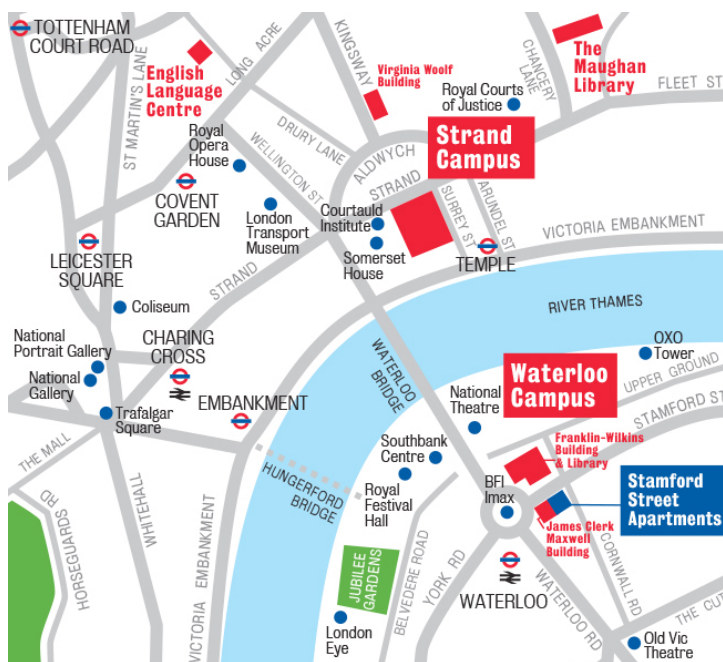 TOTTENHAM
COURT ROAD
ST MARTIN'S LANE
English
Language
Centre
LONG ACRE
KINGSWAY
Virginia Woolf
Building
CHANCERY
LANE
The
Maughan
Library
FLEET ST
Royal Courts
of Justice
Strand
Campus
DRURY LANE
ALDWYCH
Royal
Opera
House
WELLINGTON ST
STRAND
SURREY ST
ARUNDEL ST
COVENT
GARDEN
London
Transport
Museum
Courtauld
Institute
Somerset
House
TEMPLE
VICTORIA EMBANKMENT
LEICESTER
SQUARE
STRAND
Coliseum
RIVER THAMES
National
Portrait Gallery
CHARING
CROSS
WATERLOO
BRIDGE
OXO
Tower
National
Gallery
EMBANKMENT
Waterloo
Campus
National
Theatre
UPPER GROUND
STAMFORD ST
Trafalgar
Square
THE MALL
Southbank
Centre
Franklin-Wilkins
Building
& Library
HUNGERFORD
BRIDGE
Royal
Festival
Hall
BFI
Imax
Stamford
Street
Apartments
HORSEGUARDS RD
WHITEHALL
VICTORIA EMBANKMENT
James Clerk
Maxwell
Building
JUBILEE
GARDENS
BELVEDERE ROAD
YORK RD
WATERLOO
CORNWALL RD
WATERLOO RD
THE CUT
London
Eye
Old Vic
Theatre